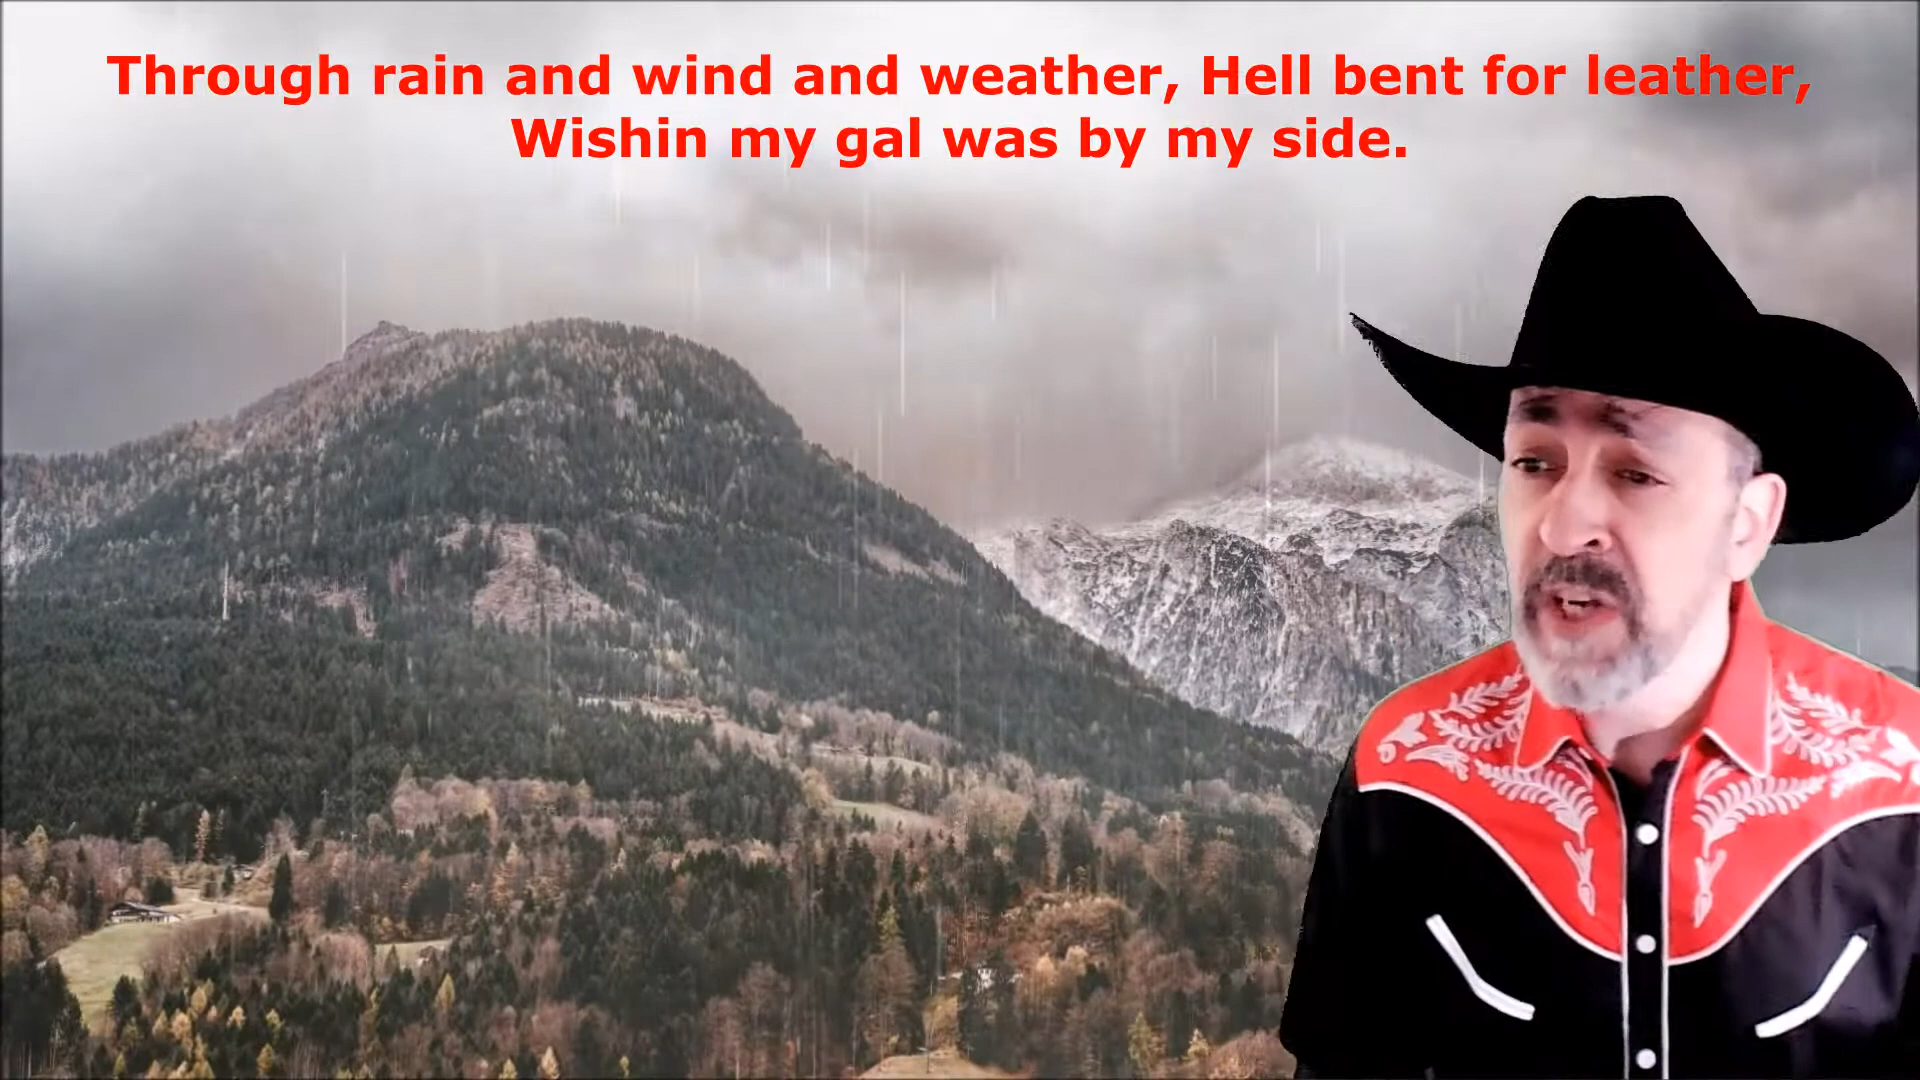 Through rain and wind and weather, Hell bent for leather,
Wishin my gal was by my side.